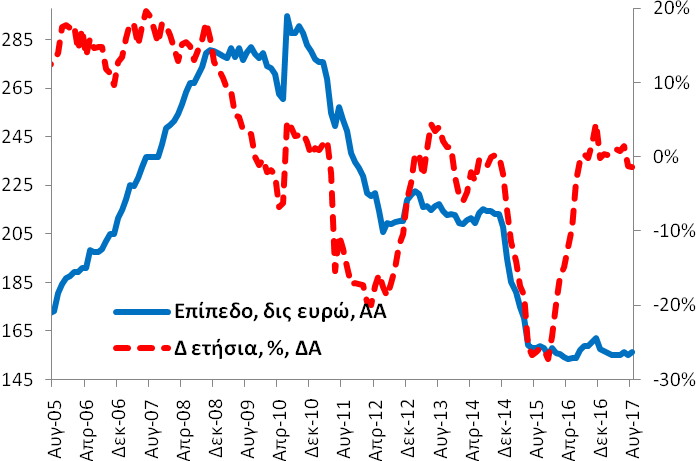 285
265
245
225
205
185
165
145
20%
10%
0%
-10%
-20%
-30%
Επίπεδο, δις ευρώ, ΑΑ
Δ ετήσια, %, ΔΑ
Αυγ-05
Απρ-06
Δεκ-06
Αυγ-07
Απρ-08
Δεκ-08
Αυγ-09
Απρ-10
Δεκ-10
Αυγ-11
Απρ-12
Δεκ-12
Αυγ-13
Απρ-14
Δεκ-14
Αυγ-15
Απρ-16
Δεκ-16
Αυγ-17